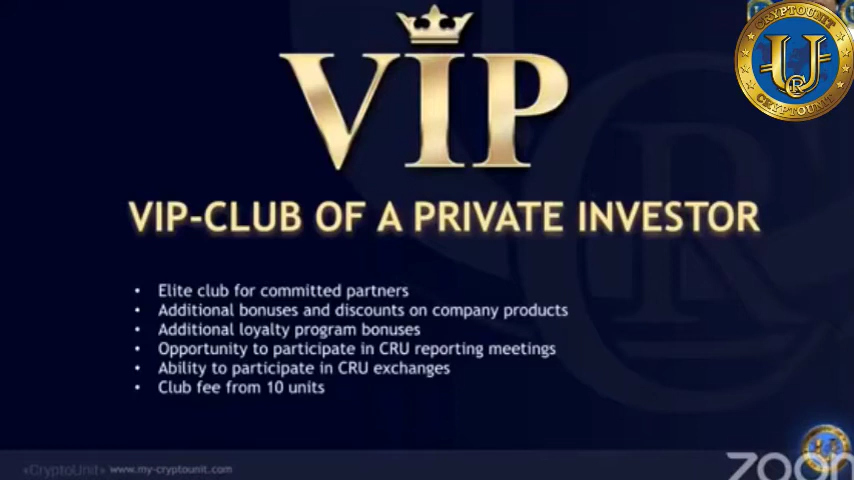 CRYPTOUNIT
U
CR
CRYPTOUNIT
VIP
VIP-CLUB OF A PRIVATE INVESTOR
• Elite club for committed partners
• Additional bonuses and discounts on company products
• Additional loyalty program bonuses
• Opportunity to participate in CRU reporting meetings
• Ability to participate in CRU exchanges
• Club fee from 10 units
«CryptoUnit» www.my-cryptounit.com
zoom